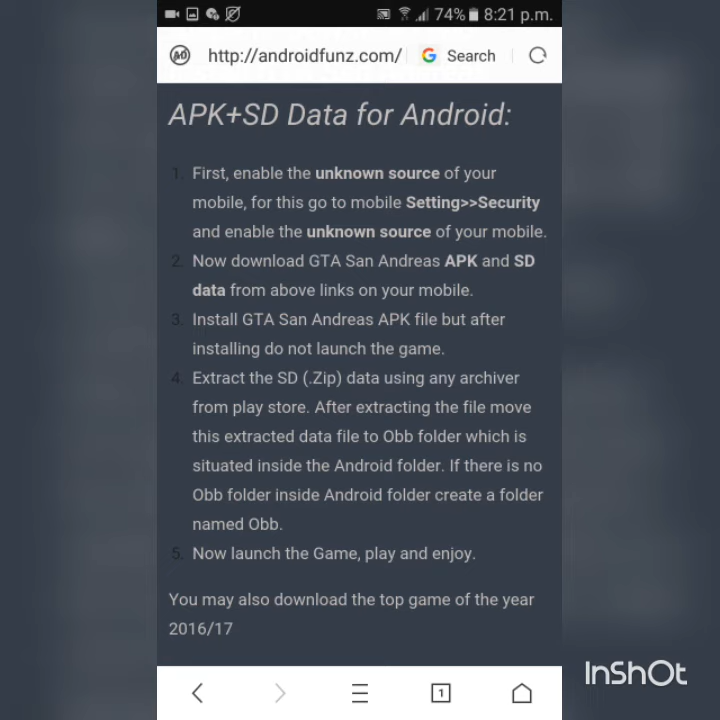 74% 8:21 p.m.
http://androidfunz.com/ Search
APK+SD Data for Android:
1. First, enable the unknown source of your
mobile, for this go to mobile Setting>>Security
and enable the unknown source of your mobile.
2. Now download GTA San Andreas APK and SD
data from above links on your mobile.
3. Install GTA San Andreas APK file but after
installing do not launch the game.
4. Extract the SD (.Zip) data using any archiver
from play store. After extracting the file move
this extracted data file to Obb folder which is
situated inside the Android folder. If there is no
Obb folder inside Android folder create a folder
named Obb.
5. Now launch the Game, play and enjoy.
You may also download the top game of the year
2016/17
1
InShOt